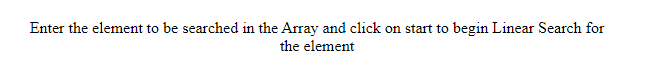 Enter the element to be searched in the Array and click on start to begin Linear Search for
the element